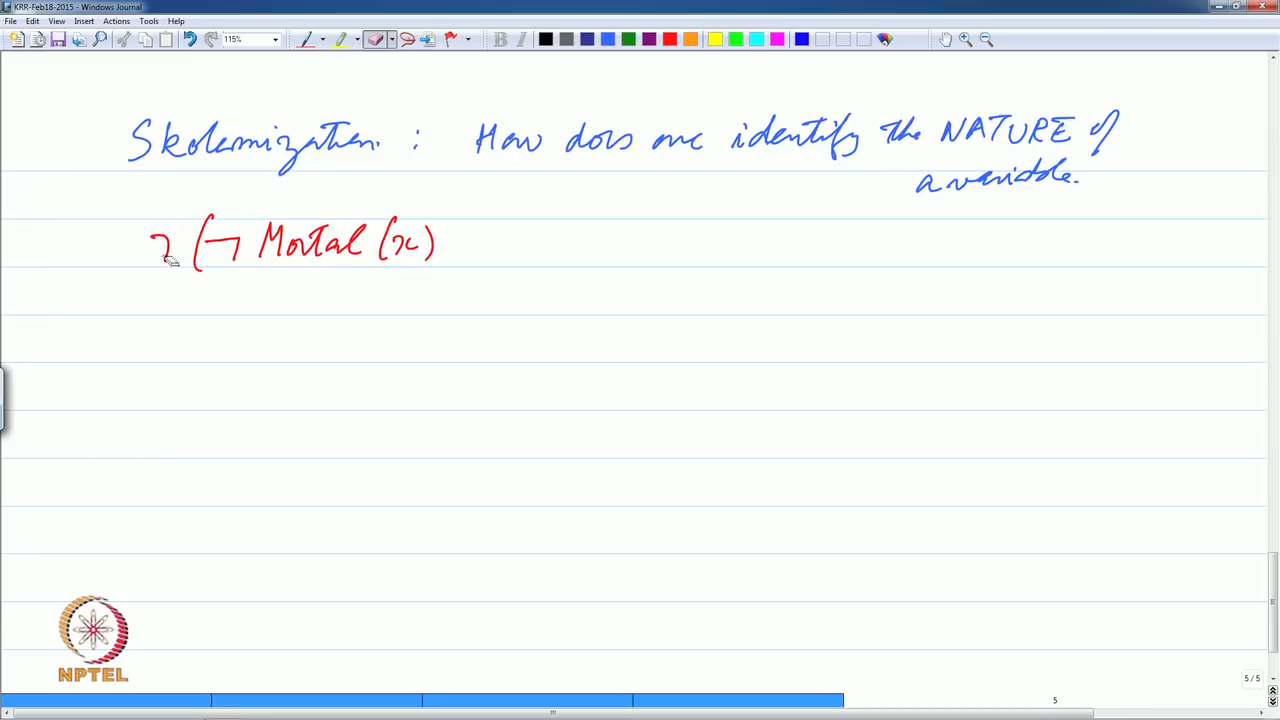 KRR-Feb18-2015 - Windows Journal
File Edit View Insert Actions Tools Help
115%
Skolemization : How does one identify the NATURE of
a variable.
(¬ Mortal (x)
NPTEL
5 / 5
5